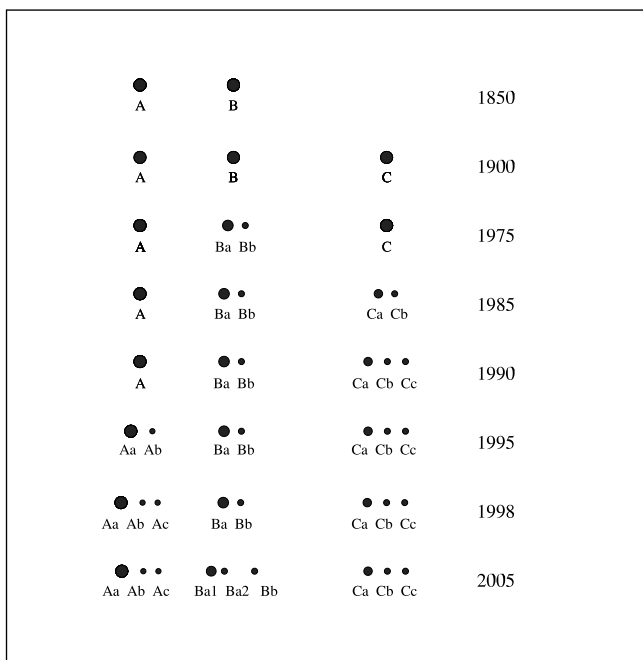 1850
A B
1900
A B C
1975
A Ba Bb C
1985
A Ba Bb Ca Cb
1990
A Ba Bb Ca Cb Cc
1995
Aa Ab Ba Bb Ca Cb Cc
1998
Aa Ab Ac Ba Bb Ca Cb Cc
2005
Aa Ab Ac Ba1 Ba2 Bb Ca Cb Cc